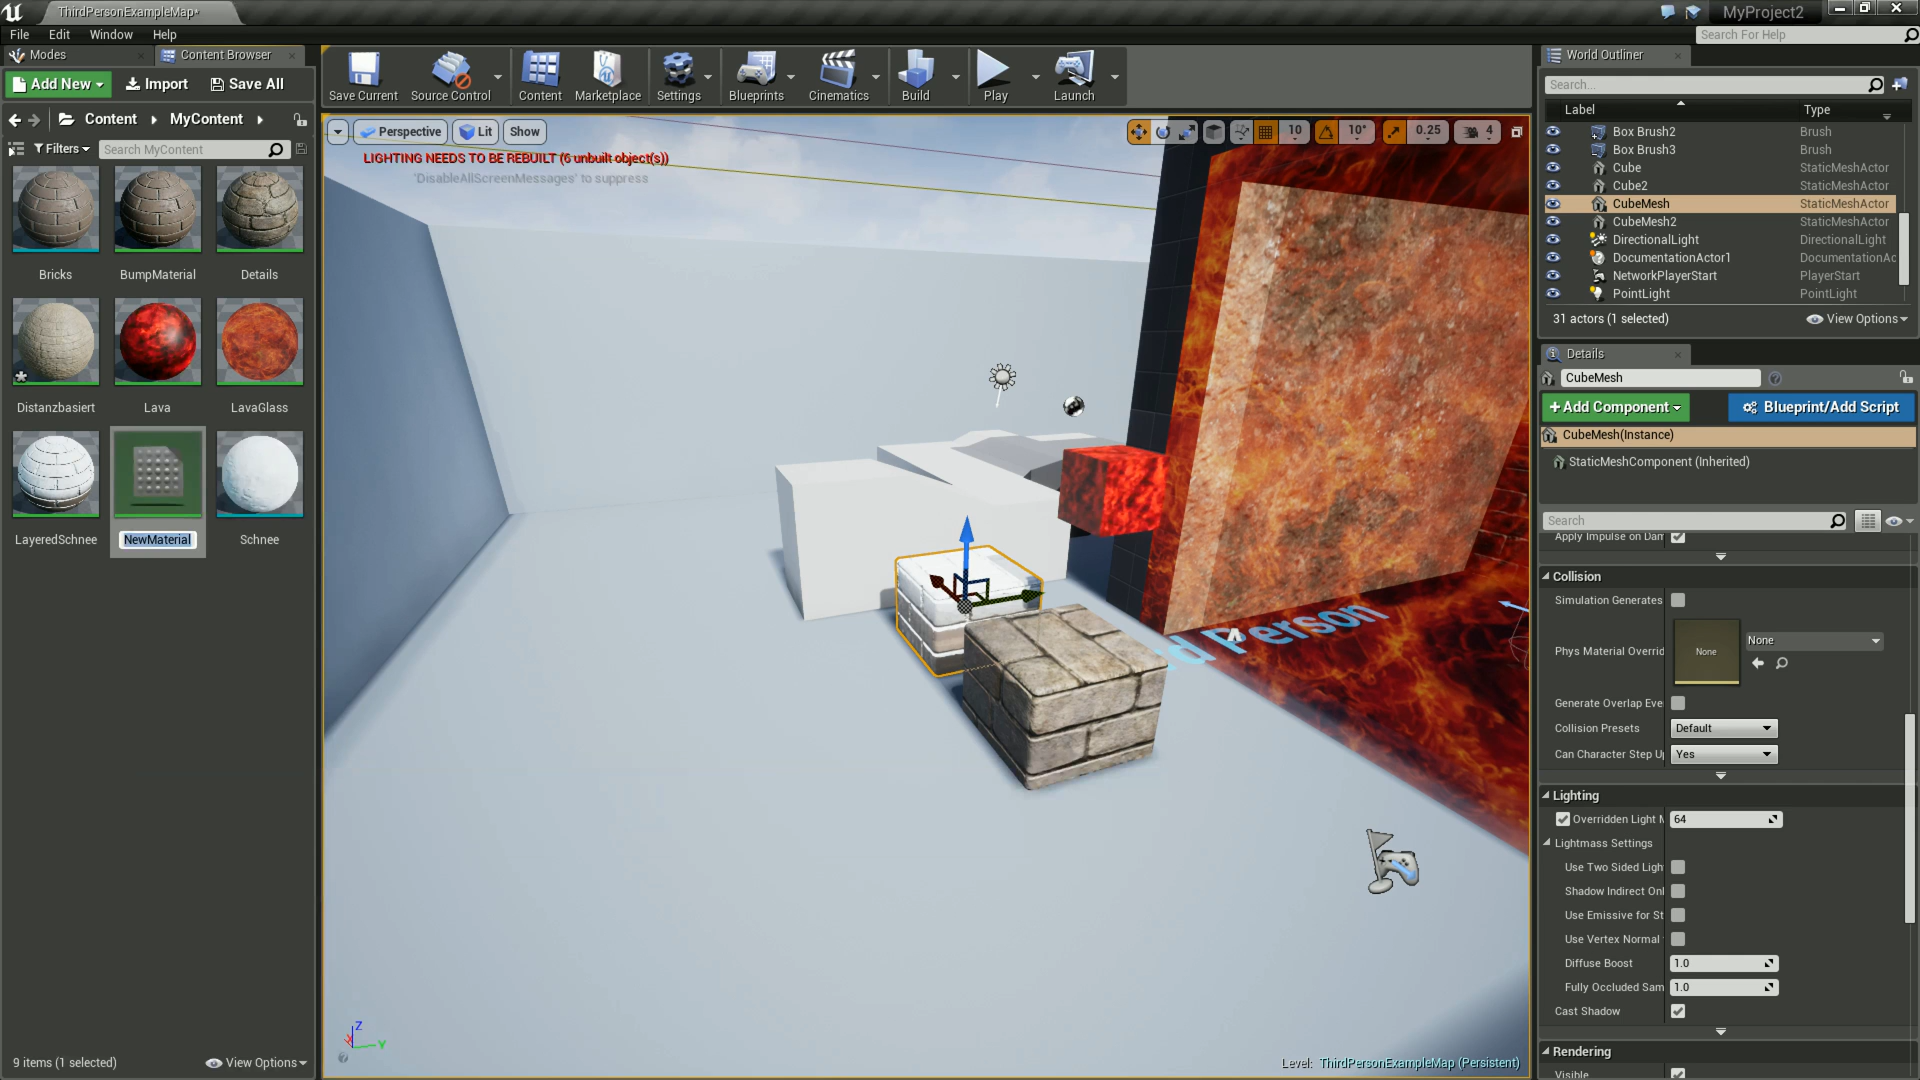 ThirdPersonExampleMap*
MyProject2
File Edit Window Help
Search For Help
Modes
Content Browser
World Outliner
Add New
Import
Save All
Save Current
Source Control
Content
Marketplace
Settings
Blueprints
Cinematics
Build
Play
Launch
Search...
Label
Type
Content
MyContent
Filters
Search MyContent
Perspective
Lit
Show
10
10°
0.25
4
LIGHTING NEEDS TO BE REBUILT (6 unbuilt object(s))
'DisableAllScreenMessages' to suppress
Box Brush2 Brush
Box Brush3 Brush
Cube StaticMeshActor
Cube2 StaticMeshActor
CubeMesh StaticMeshActor
CubeMesh2 StaticMeshActor
DirectionalLight DirectionalLight
DocumentationActor1 DocumentationAc
NetworkPlayerStart PlayerStart
PointLight PointLight
31 actors (1 selected)
View Options
Bricks
BumpMaterial
Details
Distanzbasiert
Lava
LavaGlass
LayeredSchnee
NewMaterial
Schnee
d Person
Details
CubeMesh
Add Component
Blueprint/Add Script
CubeMesh(Instance)
StaticMeshComponent (Inherited)
Search
Apply Impulse on Dam
Collision
Simulation Generates
Phys Material Overrid
None
None
Generate Overlap Eve
Collision Presets
Default
Can Character Step U
Yes
Lighting
Overridden Light M
64
Lightmass Settings
Use Two Sided Ligh
Shadow Indirect Onl
Use Emissive for St
Use Vertex Normal
Diffuse Boost
1.0
Fully Occluded Sam
1.0
Cast Shadow
Rendering
Visible
Z
X
Y
9 items (1 selected)
View Options
Level: ThirdPersonExampleMap (Persistent)